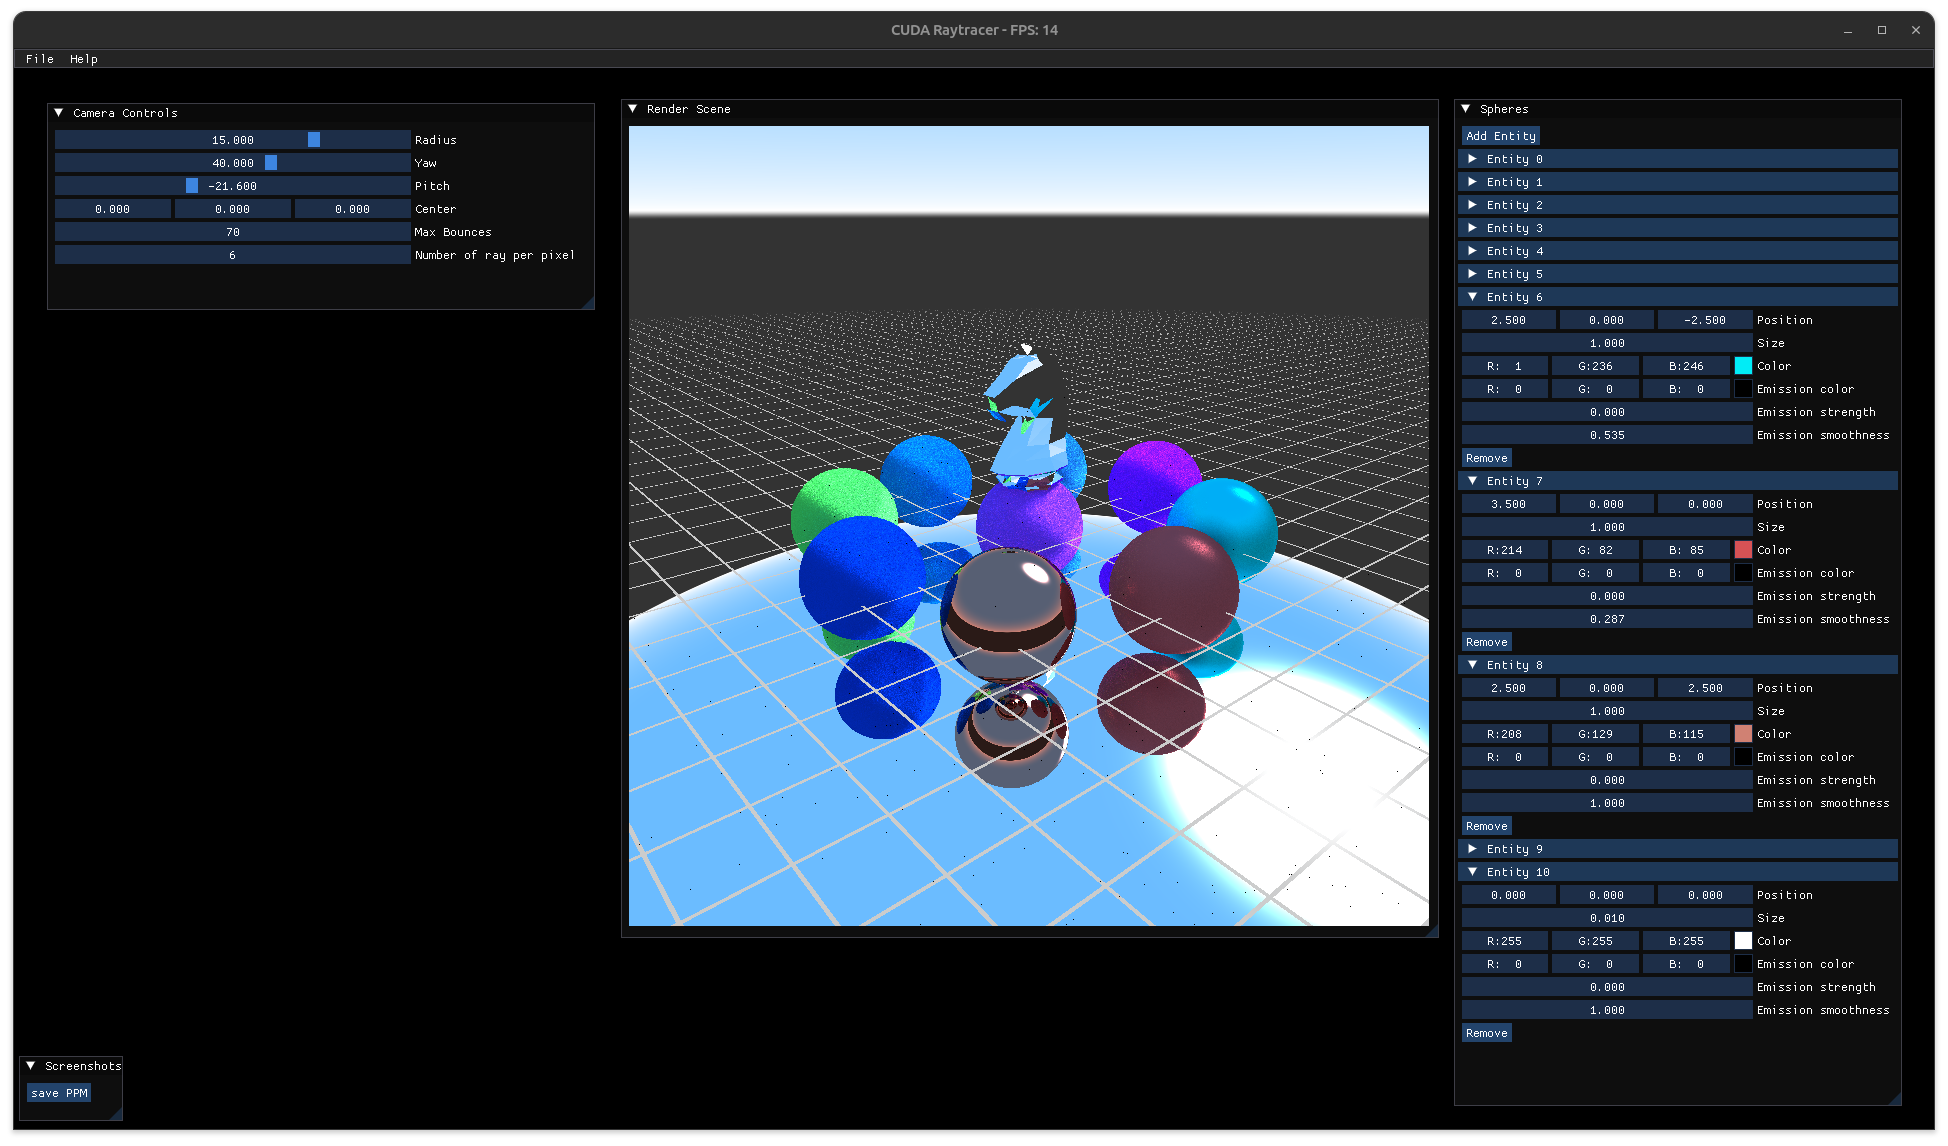 CUDA Raytracer - FPS: 14
File Help
Camera Controls
15.000 Radius
40.000 Yaw
-21.600 Pitch
0.000 0.000 0.000 Center
70 Max Bounces
6 Number of ray per pixel
Render Scene
Spheres
Add Entity
Entity 0
Entity 1
Entity 2
Entity 3
Entity 4
Entity 5
Entity 6
2.500 0.000 -2.500 Position
1.000 Size
R: 1 G:236 B:246 Color
R: 0 G: 0 B: 0 Emission color
0.000 Emission strength
0.535 Emission smoothness
Remove
Entity 7
3.500 0.000 0.000 Position
1.000 Size
R:214 G: 82 B: 85 Color
R: 0 G: 0 B: 0 Emission color
0.000 Emission strength
0.287 Emission smoothness
Remove
Entity 8
2.500 0.000 2.500 Position
1.000 Size
R:208 G:129 B:115 Color
R: 0 G: 0 B: 0 Emission color
0.000 Emission strength
1.000 Emission smoothness
Remove
Entity 9
Entity 10
0.000 0.000 0.000 Position
0.010 Size
R:255 G:255 B:255 Color
R: 0 G: 0 B: 0 Emission color
0.000 Emission strength
1.000 Emission smoothness
Remove
Screenshots
save PPM